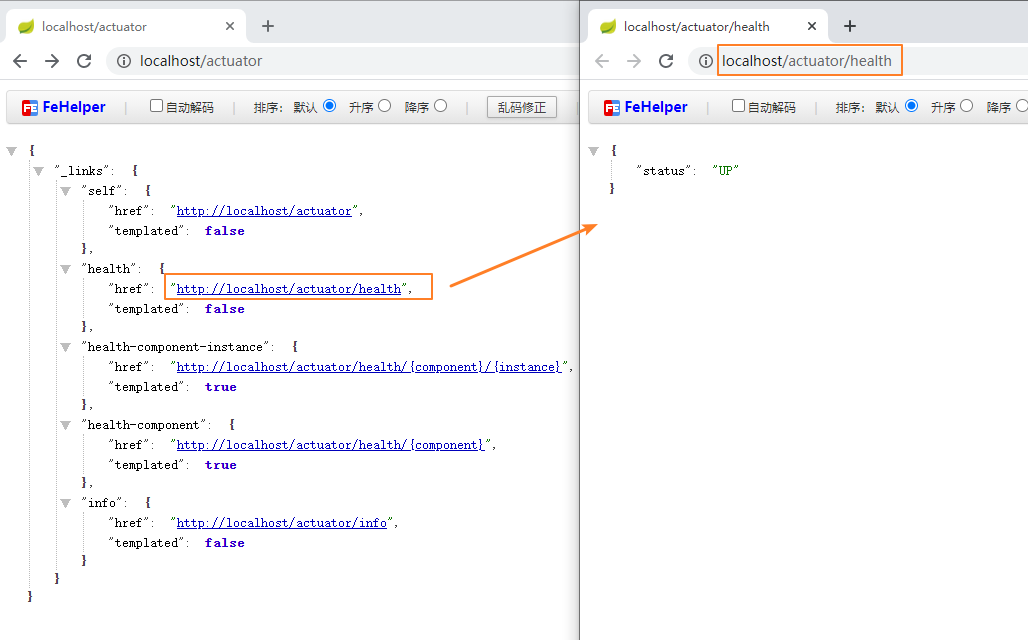 localhost/actuator
localhost/actuator
FeHelper 自动解码 排序: 默认 升序 降序 乱码修正
{
"_links": {
"self": {
"href": "http://localhost/actuator",
"templated": false
},
"health": {
"href": "http://localhost/actuator/health",
"templated": false
},
"health-component-instance": {
"href": "http://localhost/actuator/health/{component}/{instance}",
"templated": true
},
"health-component": {
"href": "http://localhost/actuator/health/{component}",
"templated": true
},
"info": {
"href": "http://localhost/actuator/info",
"templated": false
}
}
}
localhost/actuator/health
localhost/actuator/health
FeHelper 自动解码 排序: 默认 升序 降序
{
"status": "UP"
}